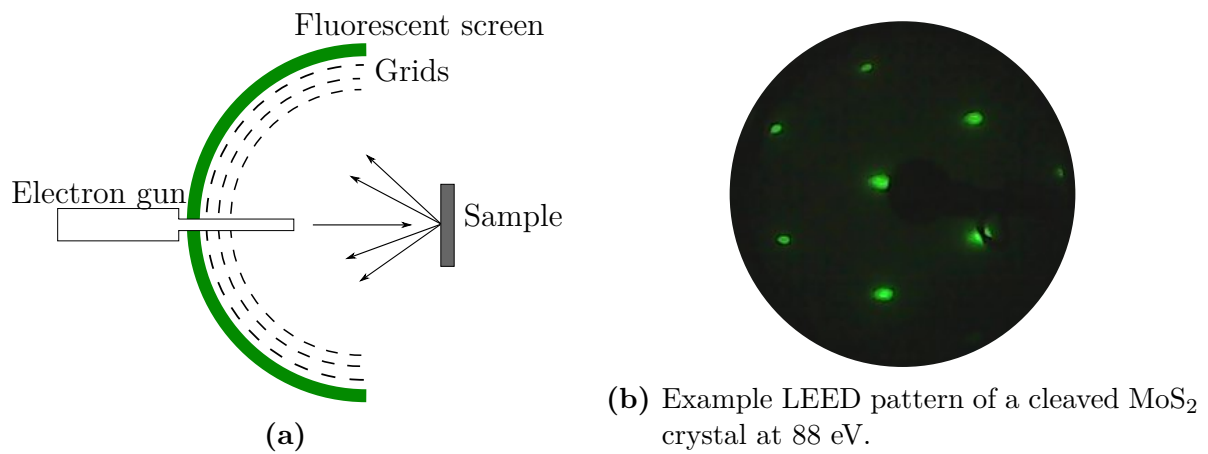 Fluorescent screen
Grids
Electron gun
Sample
(a)
(b) Example LEED pattern of a cleaved MoS₂
crystal at 88 eV.